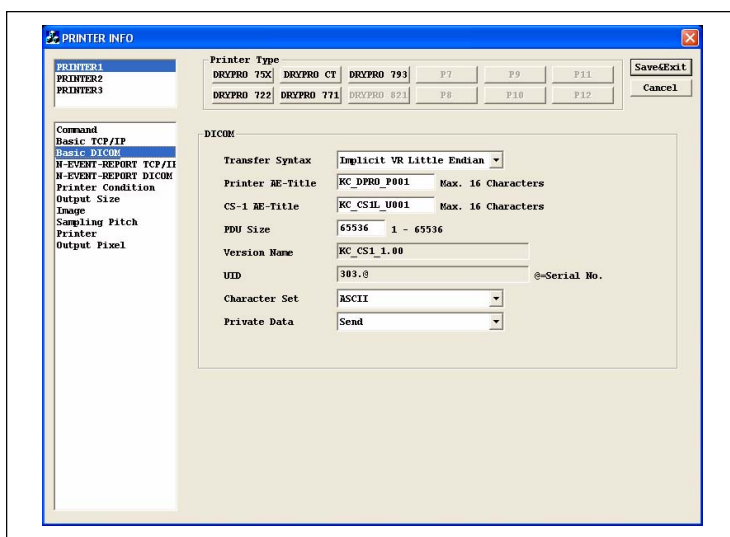 PRINTER INFO
PRINTER1
PRINTER2
PRINTER3
Printer Type
DRYPRO 75X DRYPRO CT DRYPRO 793 P7 P9 P11
DRYPRO 722 DRYPRO 771 DRYPRO 821 P8 P10 P12
Save&Exit
Cancel
Command
Basic TCP/IP
Basic DICOM
N-EVENT-REPORT TCP/IP
N-EVENT-REPORT DICOM
Printer Condition
Output Size
Image
Sampling Pitch
Printer
Output Pixel
DICOM
Transfer Syntax Implicit VR Little Endian
Printer AE-Title KC_DPRO_P001 Max. 16 Characters
CS-1 AE-Title KC_CS1L_U001 Max. 16 Characters
PDU Size 65536 1 - 65536
Version Name KC_CS1_1.00
UID 303.@ @=Serial No.
Character Set ASCII
Private Data Send